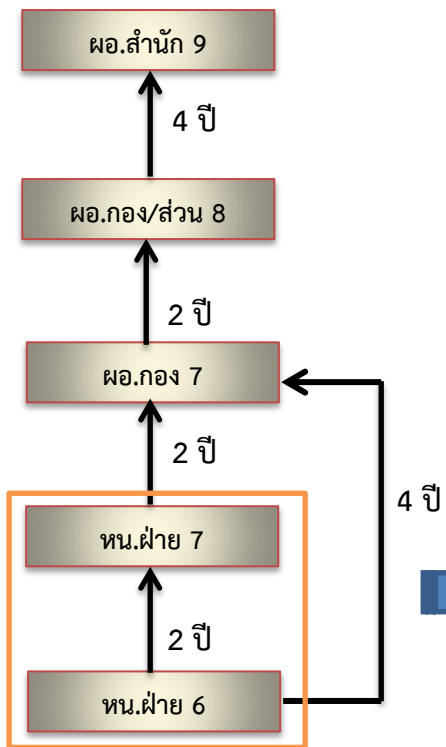 ผอ.สำนัก 9
4 ปี
ผอ.กอง/ส่วน 8
2 ปี
ผอ.กอง 7
2 ปี
4 ปี
หน.ฝ่าย 7
2 ปี
หน.ฝ่าย 6